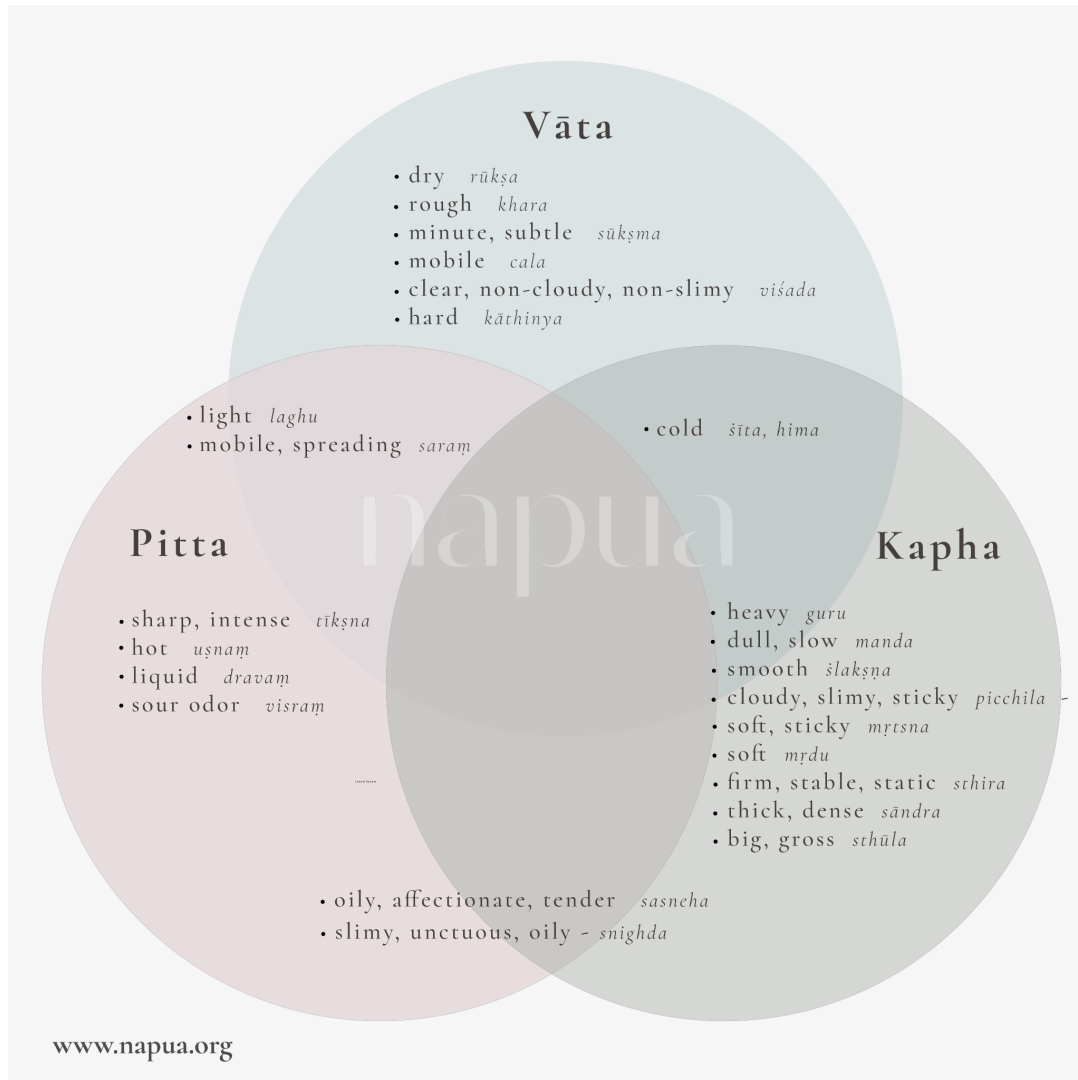 Vāta
• dry rūkṣa
• rough khara
• minute, subtle sūkṣma
• mobile cala
• clear, non-cloudy, non-slimy viśada
• hard kāthinya
• light laghu
• mobile, spreading saraṃ
• cold śīta, hima
napua
Pitta
• sharp, intense tīkṣna
• hot uṣnaṃ
• liquid dravaṃ
• sour odor visraṃ
Lorem Ipsum
Kapha
• heavy guru
• dull, slow manda
• smooth ślakṣṇa
• cloudy, slimy, sticky picchila -
• soft, sticky mṛtsna
• soft mṛdu
• firm, stable, static sthira
• thick, dense sāndra
• big, gross sthūla
• oily, affectionate, tender sasneha
• slimy, unctuous, oily - snighda
www.napua.org